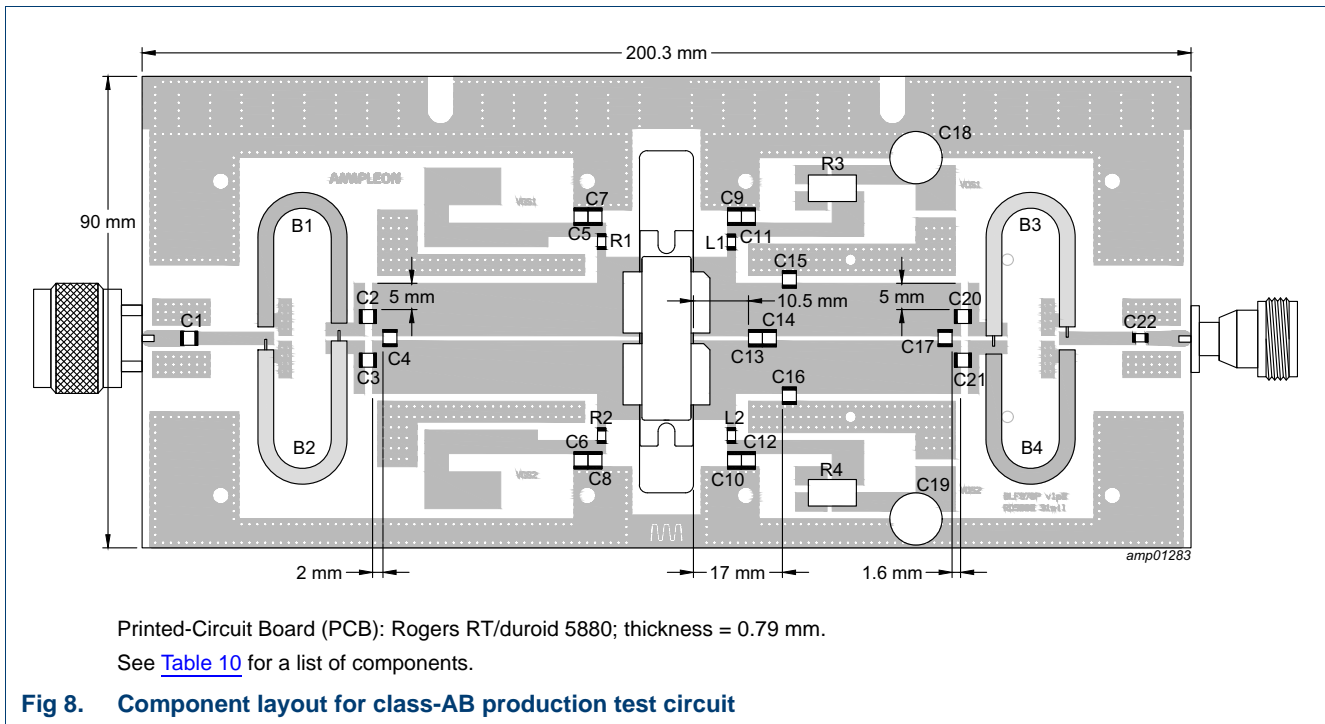 200.3 mm
90 mm
AMPLEON
C18
R3
C7
C9
B1
B3
C5
R1
L1
C11
C15
C1
C2
5 mm
10.5 mm
5 mm
C20
C4
C14
C22
C13
C17
C3
C16
C21
R2
L2
B2
C6
C12
B4
C8
C10
R4
C19
amp01283
2 mm
17 mm
1.6 mm
Printed-Circuit Board (PCB): Rogers RT/duroid 5880; thickness = 0.79 mm.
See Table 10 for a list of components.
Fig 8. Component layout for class-AB production test circuit